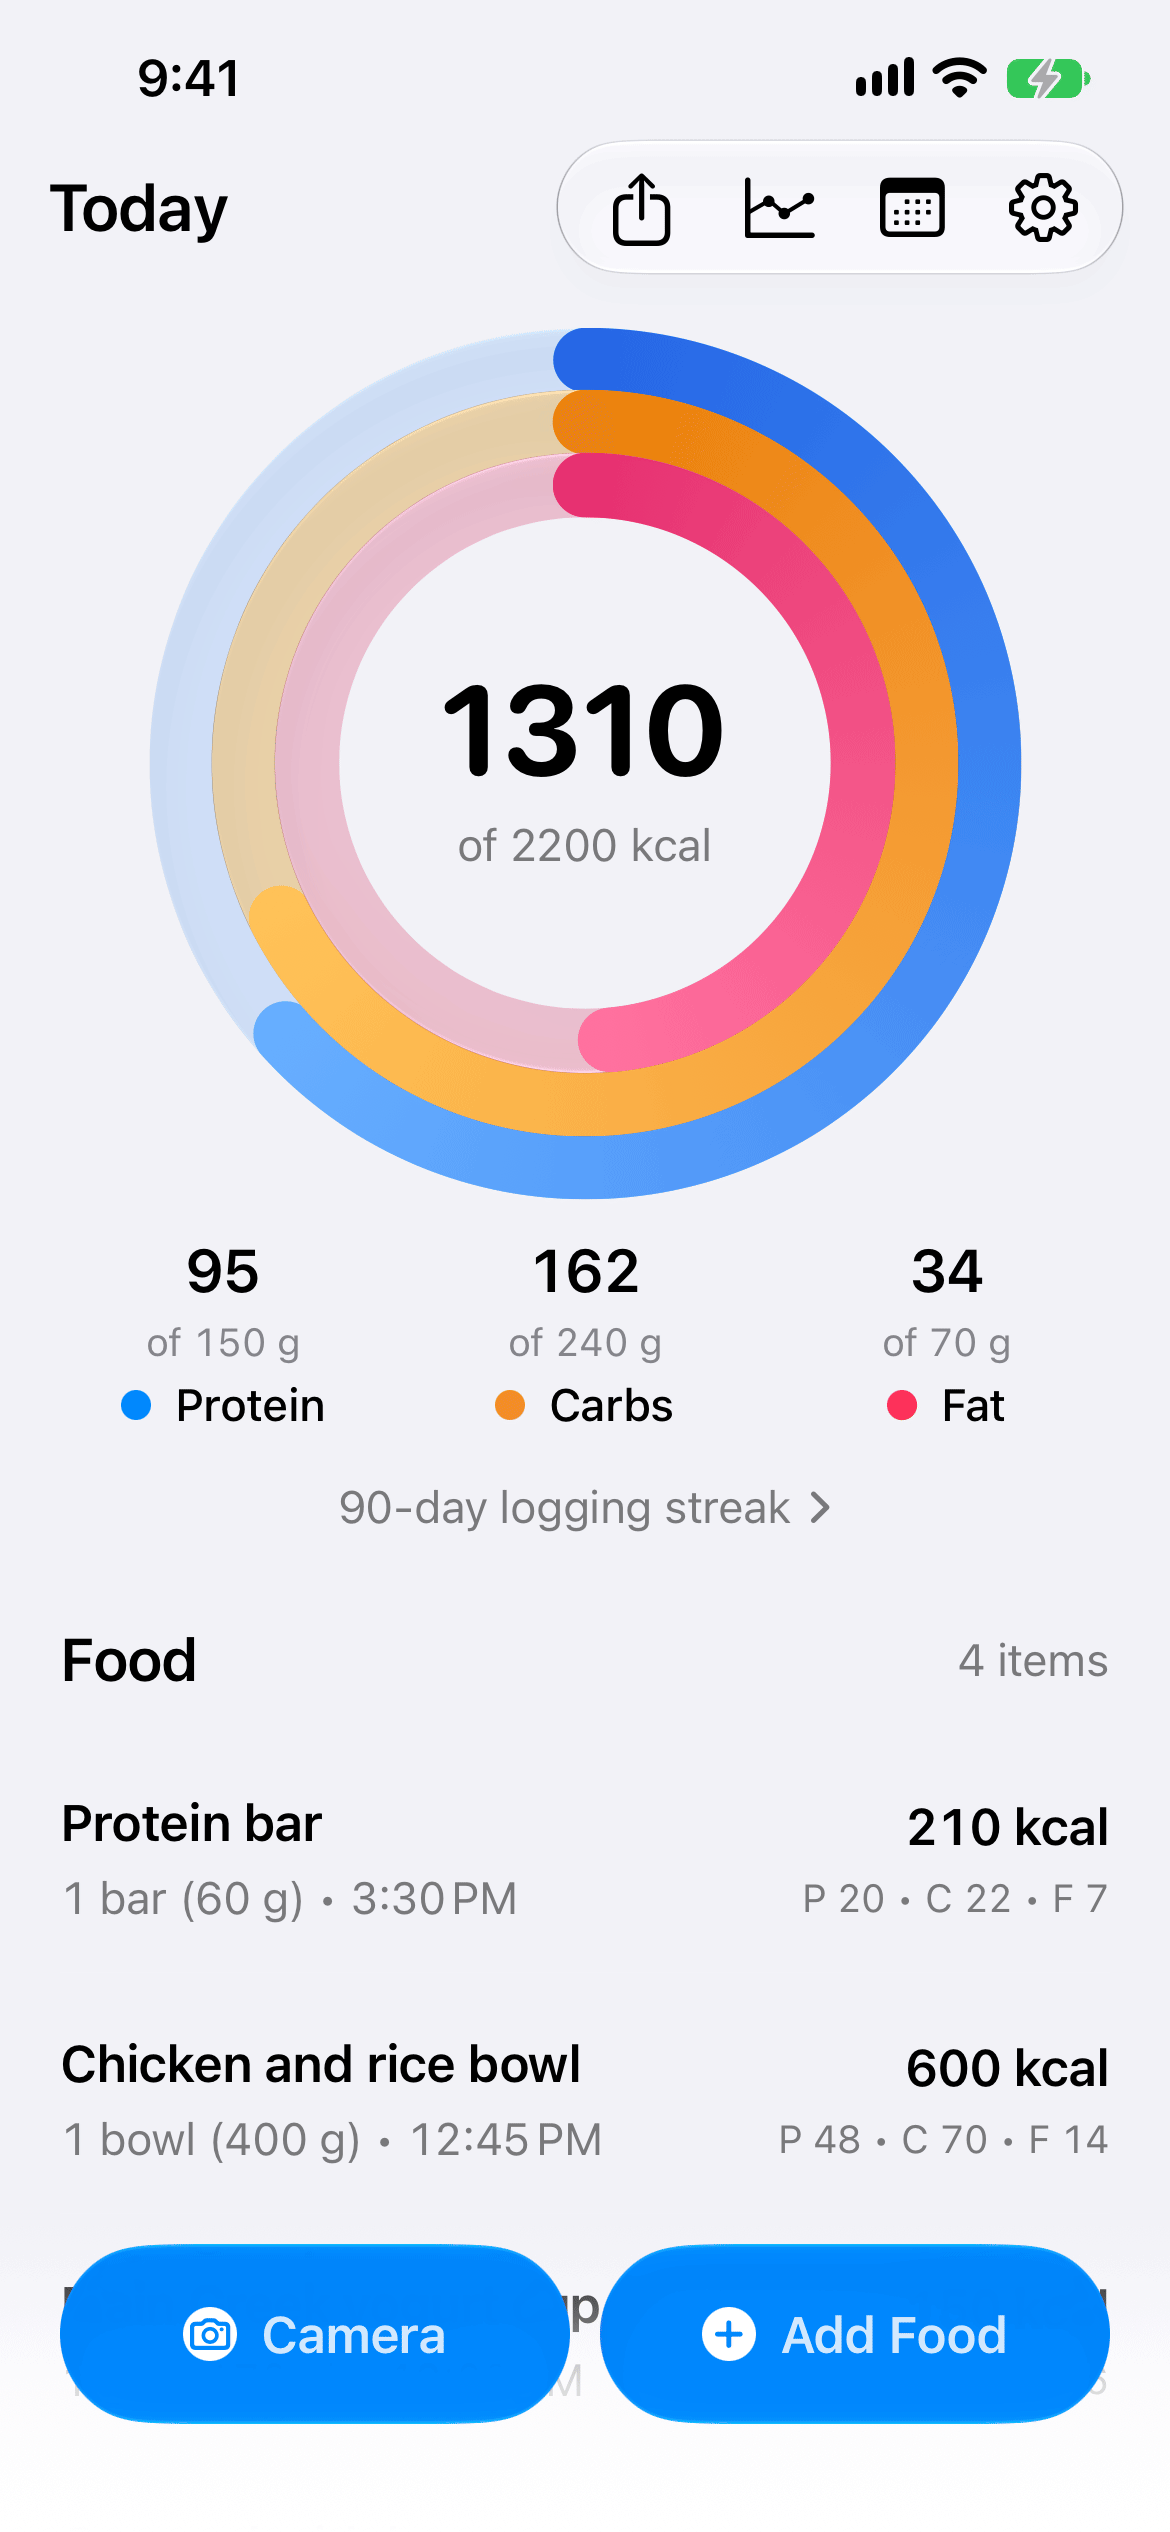 9:41
Today
1310
of 2200 kcal
95
of 150 g
Protein
162
of 240 g
Carbs
34
of 70 g
Fat
90-day logging streak
Food
4 items
Protein bar
210 kcal
1 bar (60 g) • 3:30 PM
P 20 • C 22 • F 7
Chicken and rice bowl
600 kcal
1 bowl (400 g) • 12:45 PM
P 48 • C 70 • F 14
Camera
Add Food